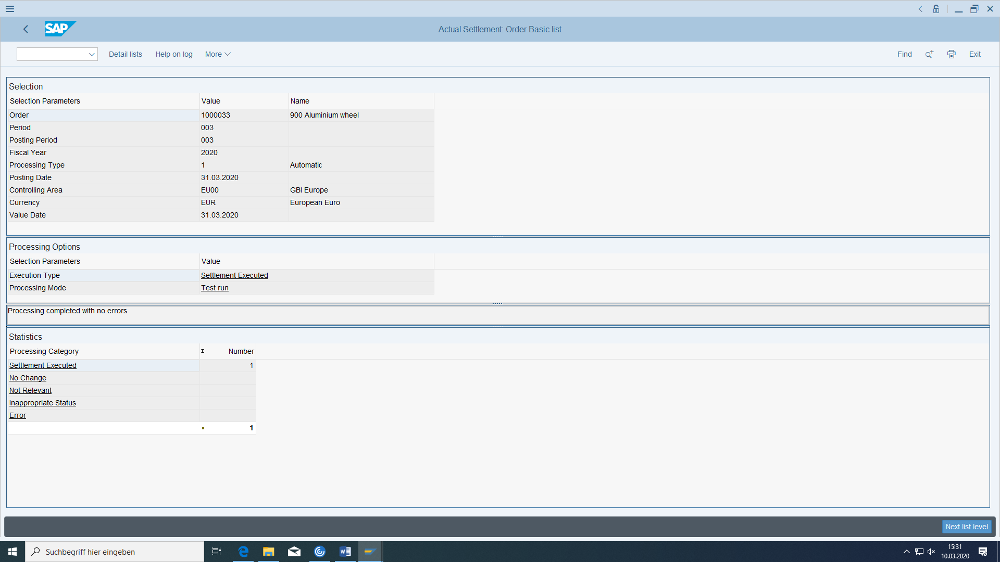 SAP
Actual Settlement: Order Basic list
Detail lists Help on log More Find Exit
Selection
Selection Parameters Value Name
Order 1000033 900 Aluminium wheel
Period 003
Posting Period 003
Fiscal Year 2020
Processing Type 1 Automatic
Posting Date 31.03.2020
Controlling Area EU00 GBI Europe
Currency EUR European Euro
Value Date 31.03.2020
Processing Options
Selection Parameters Value
Execution Type Settlement Executed
Processing Mode Test run
Processing completed with no errors
Statistics
Processing Category Σ Number
Settlement Executed 1
No Change
Not Relevant
Inappropriate Status
Error
1
Next list level
Suchbegriff hier eingeben
15:31
10.03.2020